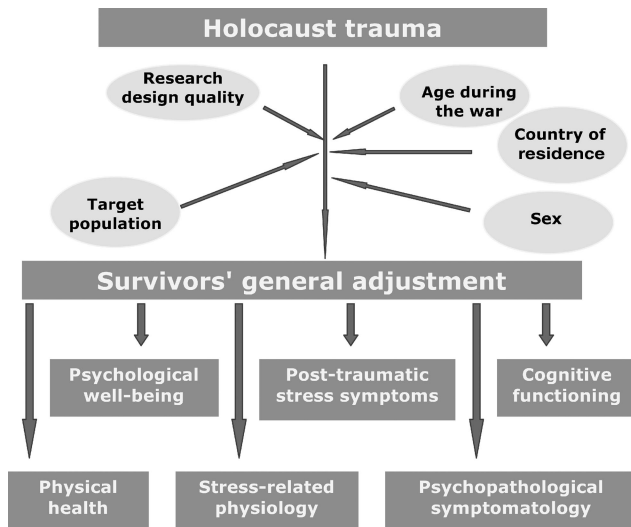 Holocaust trauma
Research
design quality
Age during
the war
Country of
residence
Target
population
Sex
Survivors' general adjustment
Psychological
well-being
Post-traumatic
stress symptoms
Cognitive
functioning
Physical
health
Stress-related
physiology
Psychopathological
symptomatology